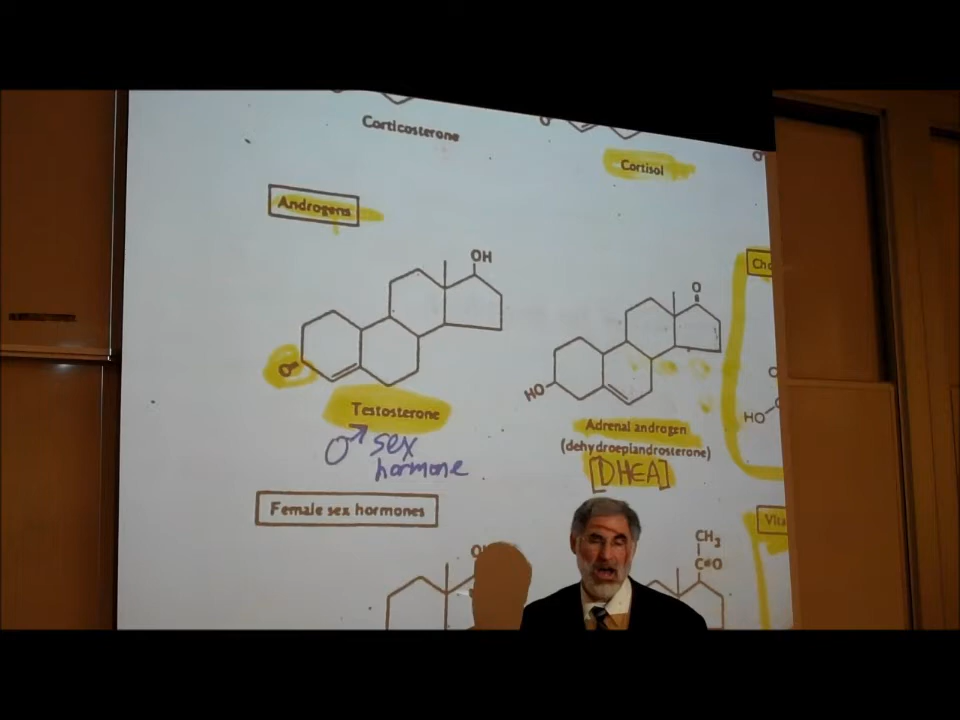 Corticosterone
Cortisol
Androgens
OH
O
O
HO
Testosterone
♂ sex
hormone
Adrenal androgen
(dehydroepiandrosterone)
[DHEA]
HO
Female sex hormones
CH3
C=O